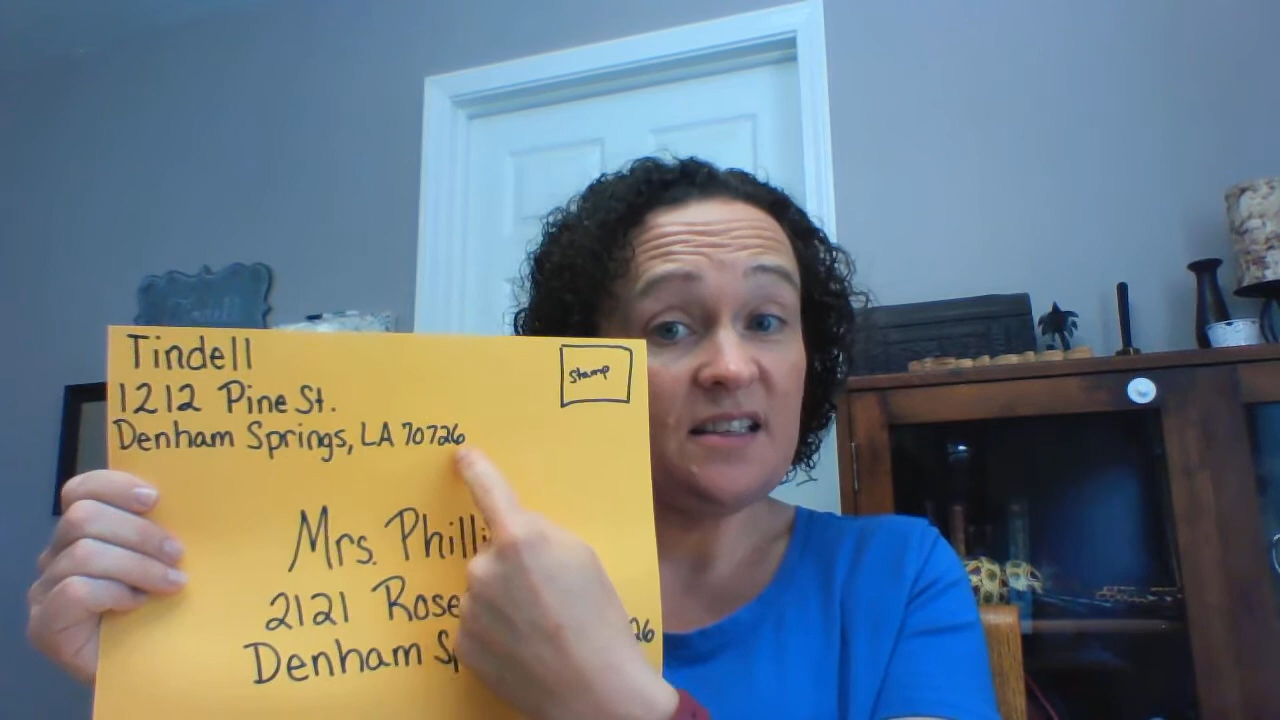 Tindell
1212 Pine St.
Denham Springs, LA 70726
Stamp
Mrs.
2121
Denham